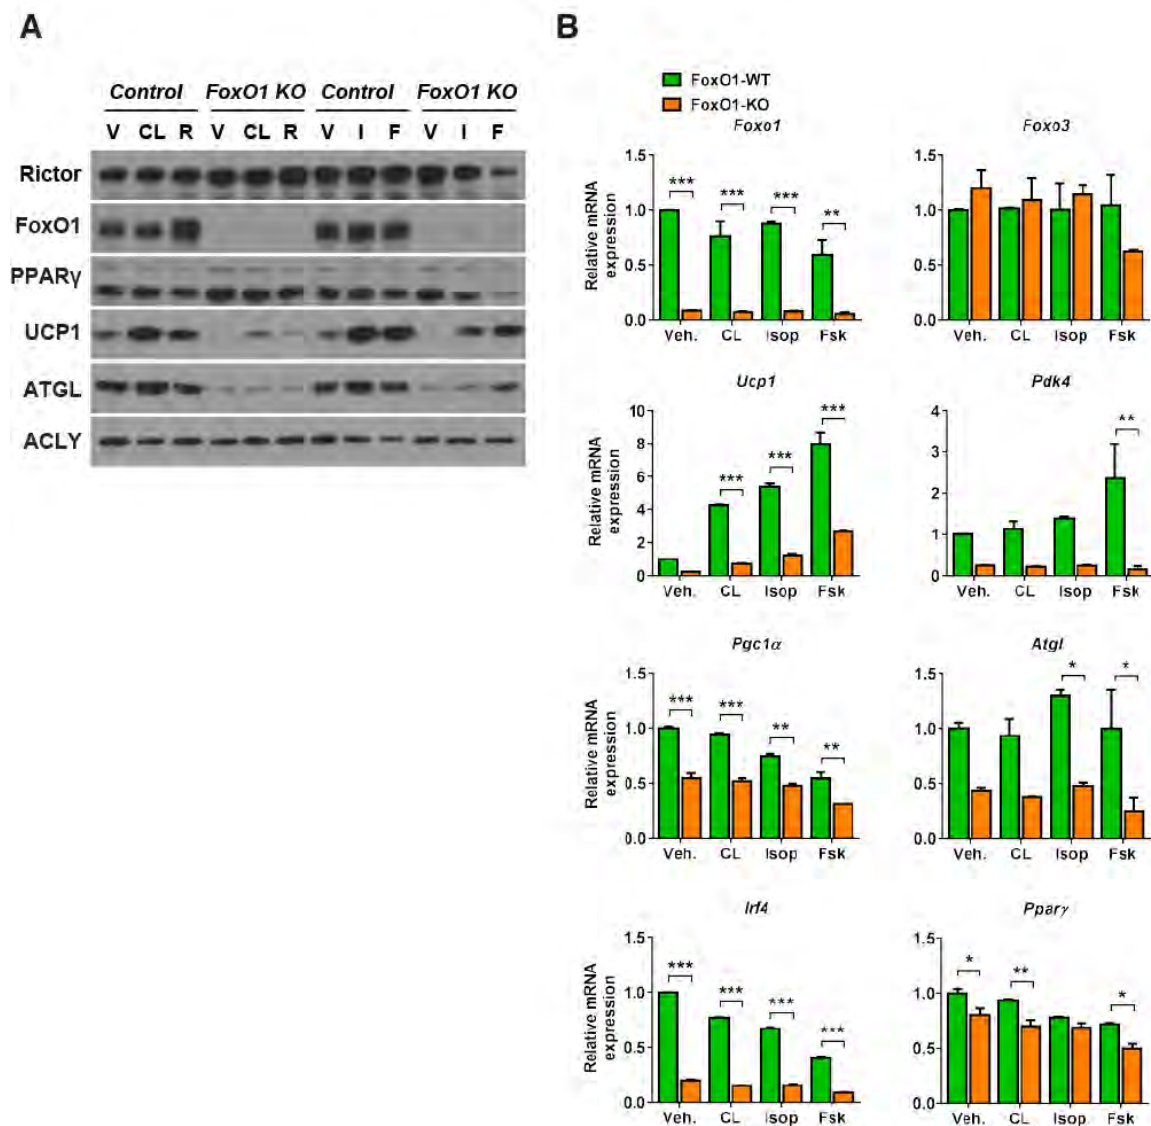 A
Control FoxO1 KO Control FoxO1 KO
V CL R V CL R V I F V I F
Rictor
FoxO1
PPARγ
UCP1
ATGL
ACLY
B
FoxO1-WT
FoxO1-KO
Foxo1
Relative mRNA
expression
1.5
1.0
0.5
0.0
*** *** *** **
Veh. CL Isop Fsk
Foxo3
1.5
1.0
0.5
0.0
Veh. CL Isop Fsk
Ucp1
Relative mRNA
expression
10
8
6
4
2
0
*** *** ***
Veh. CL Isop Fsk
Pdk4
4
3
2
1
0
**
Veh. CL Isop Fsk
Pgc1α
Relative mRNA
expression
1.5
1.0
0.5
0.0
*** *** ** **
Veh. CL Isop Fsk
Atgl
1.5
1.0
0.5
0.0
* *
Veh. CL Isop Fsk
Irf4
Relative mRNA
expression
1.5
1.0
0.5
0.0
*** *** *** ***
Veh. CL Isop Fsk
Pparγ
1.5
1.0
0.5
0.0
* ** *
Veh. CL Isop Fsk